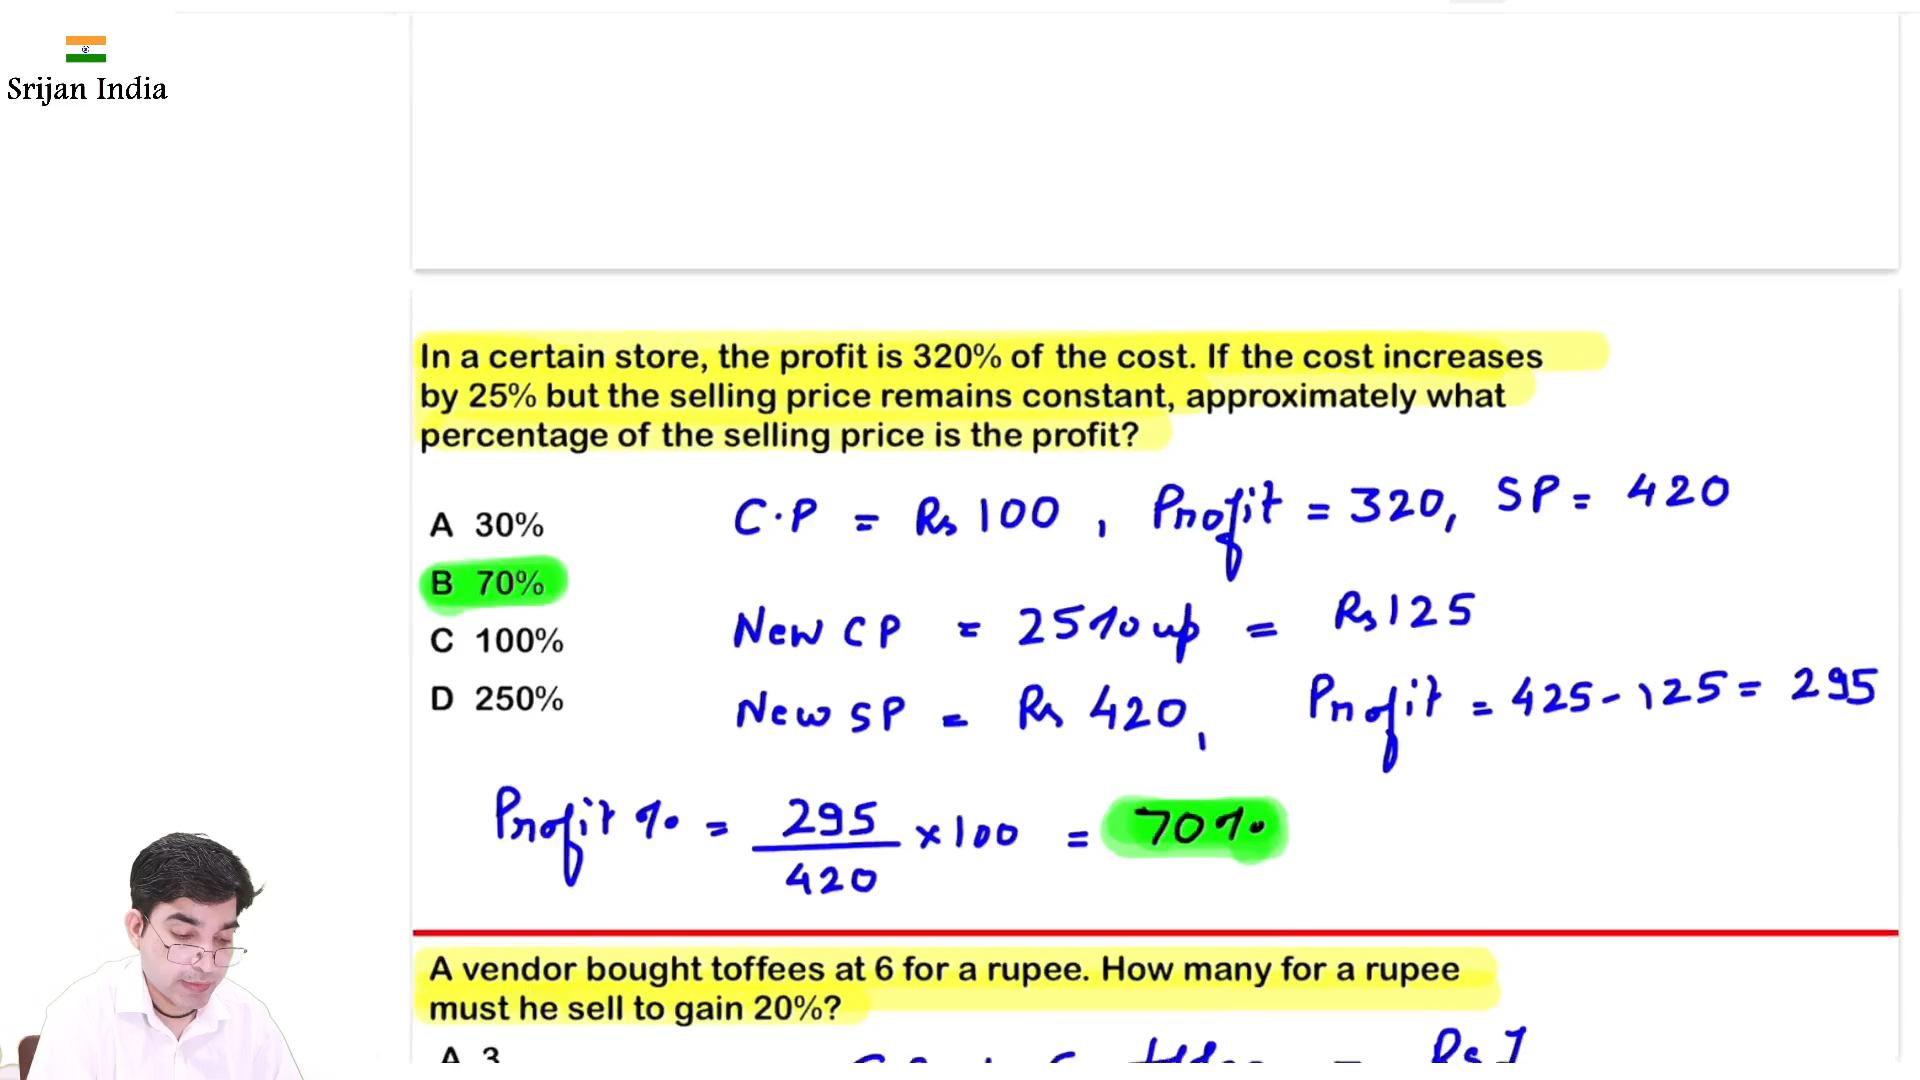 Srijan India
In a certain store, the profit is 320% of the cost. If the cost increases
by 25% but the selling price remains constant, approximately what
percentage of the selling price is the profit?
A 30%
B 70%
C 100%
D 250%
C.P = Rs 100, Profit = 320, SP = 420
New CP = 25% up = Rs 125
New SP = Rs 420, Profit = 425 - 125 = 295
Profit % = 295/420 × 100 = 70%
A vendor bought toffees at 6 for a rupee. How many for a rupee
must he sell to gain 20%?
A 3